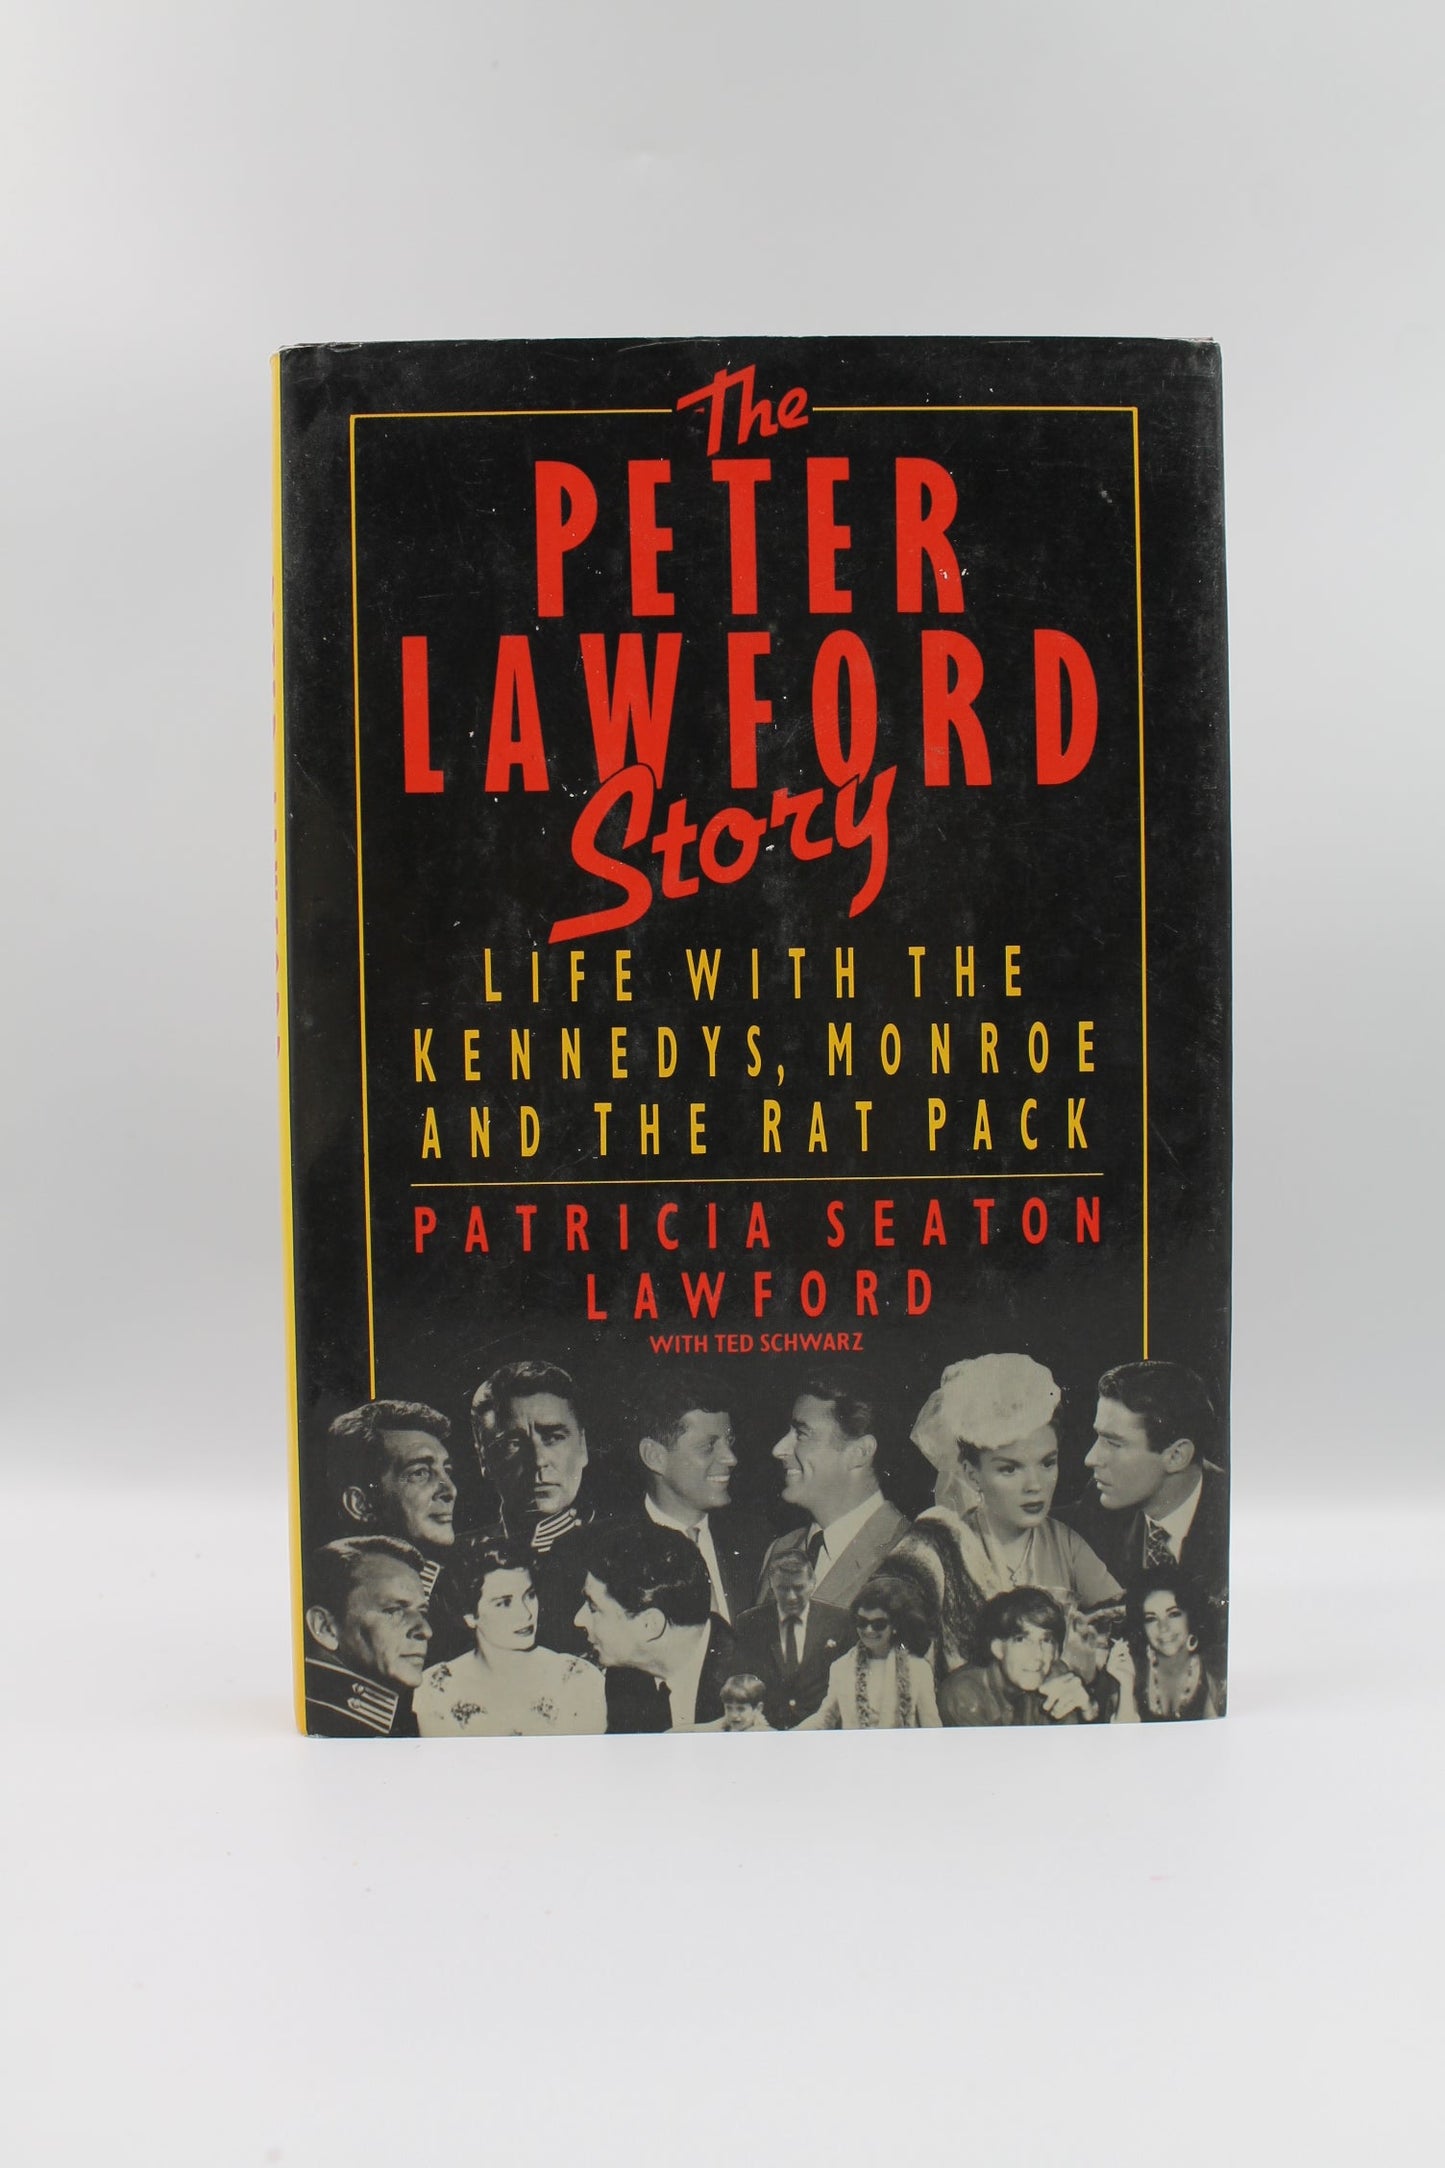 The
PETER
LAWFORD
Story
LIFE WITH THE
KENNEDYS, MONROE
AND THE RAT PACK
PATRICIA SEATON
LAWFORD
WITH TED SCHWARZ